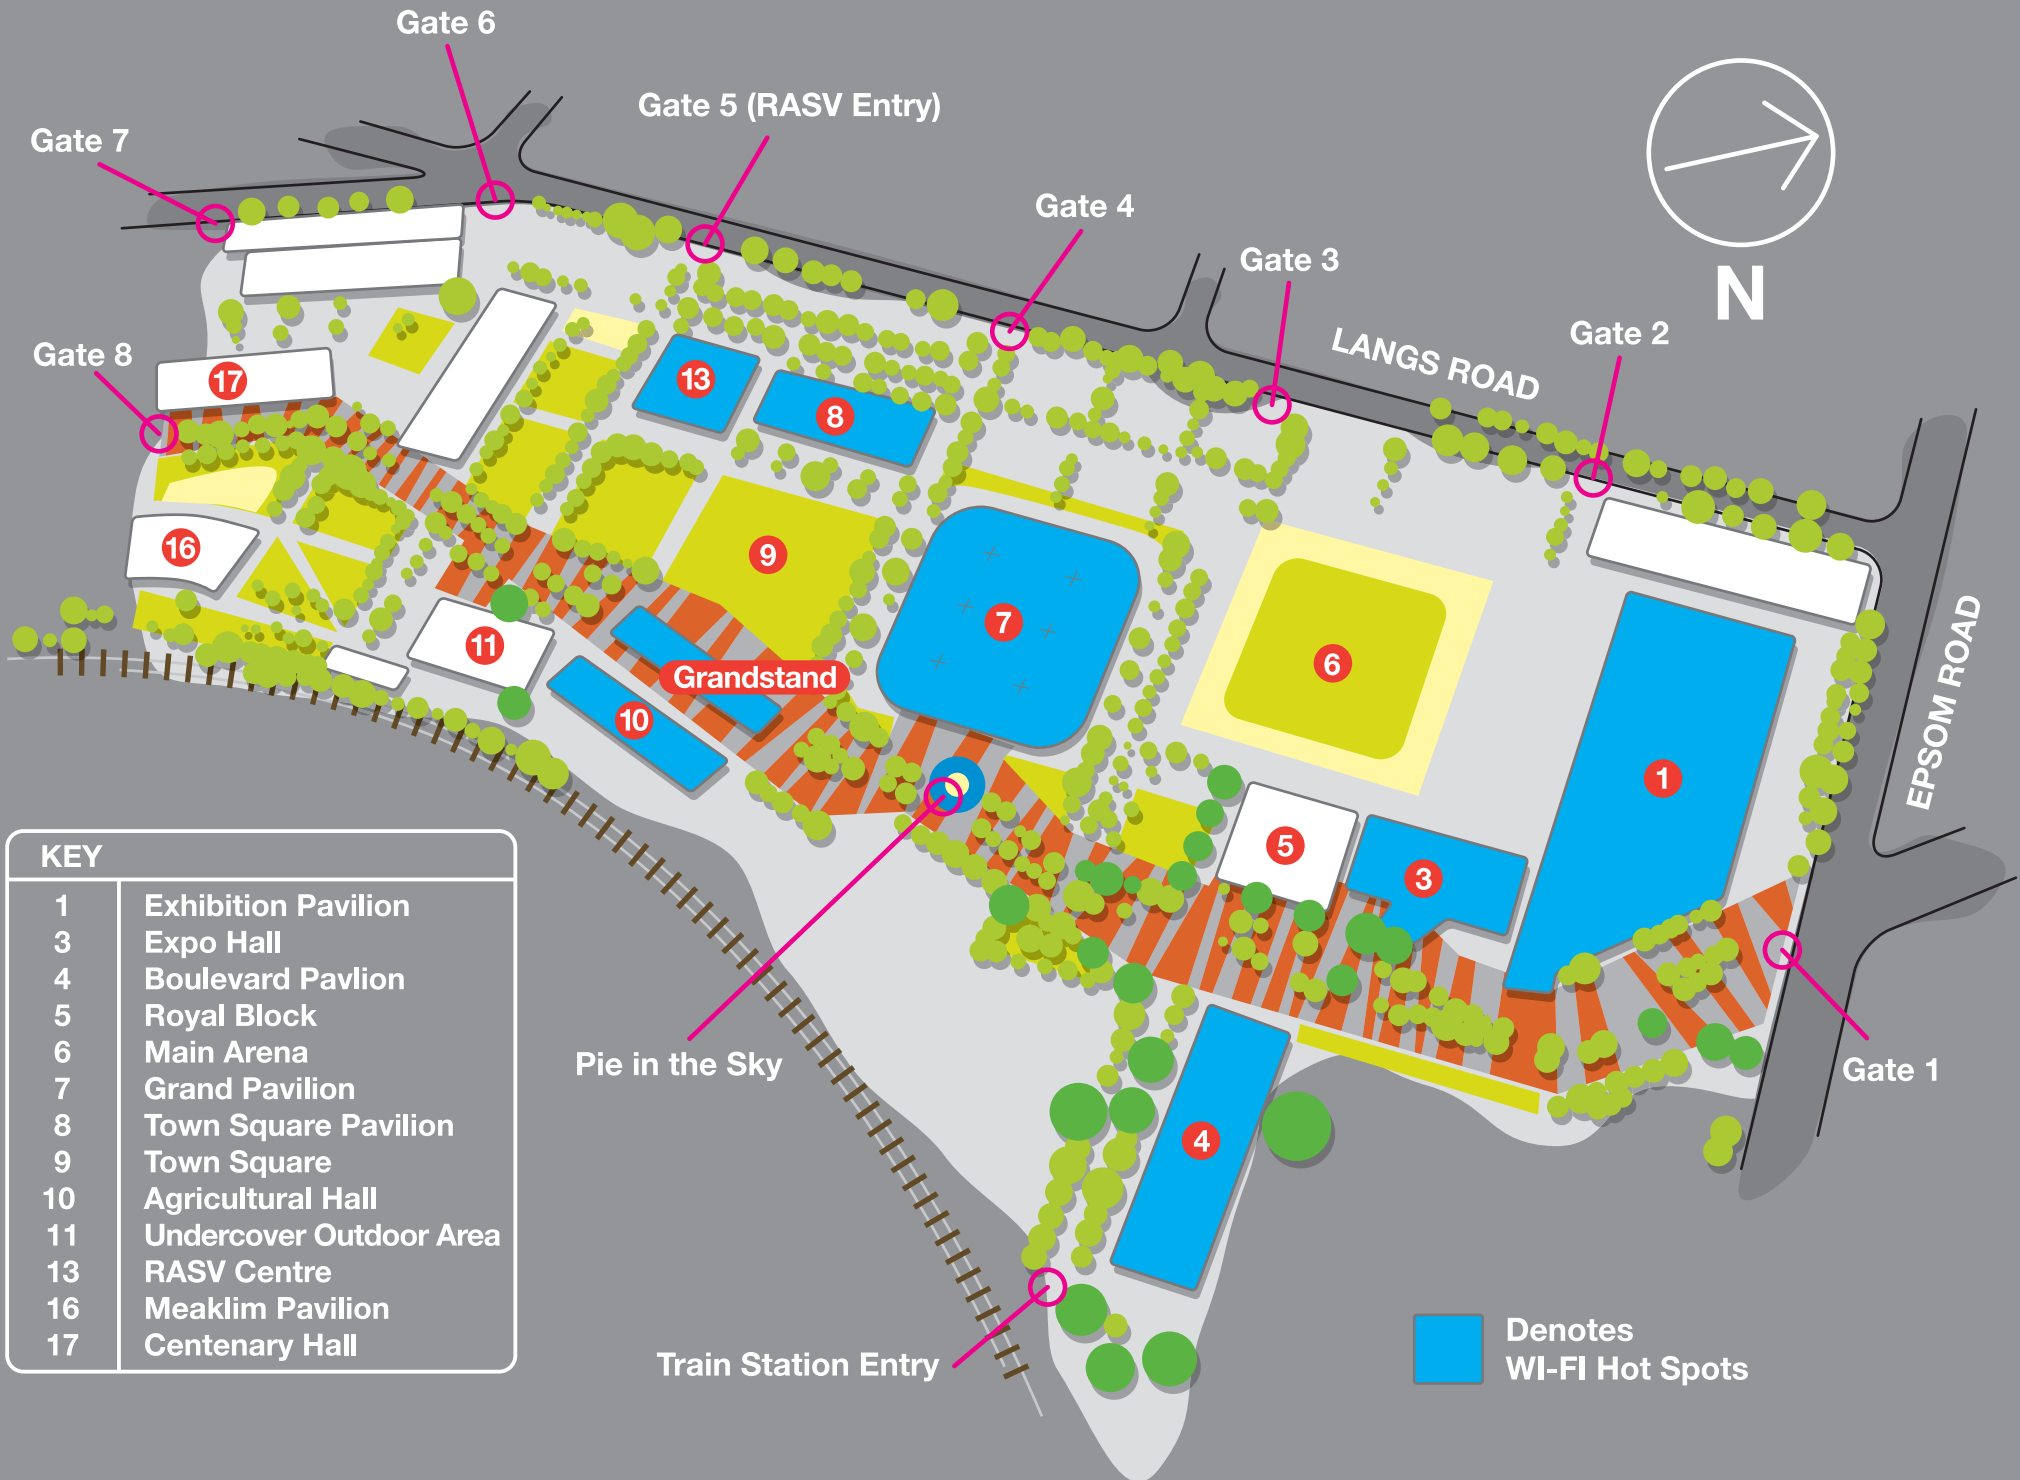 Gate 6
Gate 5 (RASV Entry)
Gate 7
Gate 4
Gate 3
N
Gate 2
LANGS ROAD
Gate 8
17
13
8
16
9
7
11
6
EPSOM ROAD
Grandstand
10
1
5
3
Pie in the Sky
Gate 1
4
Train Station Entry
KEY
1 Exhibition Pavilion
3 Expo Hall
4 Boulevard Pavlion
5 Royal Block
6 Main Arena
7 Grand Pavilion
8 Town Square Pavilion
9 Town Square
10 Agricultural Hall
11 Undercover Outdoor Area
13 RASV Centre
16 Meaklim Pavilion
17 Centenary Hall
Denotes
WI-FI Hot Spots